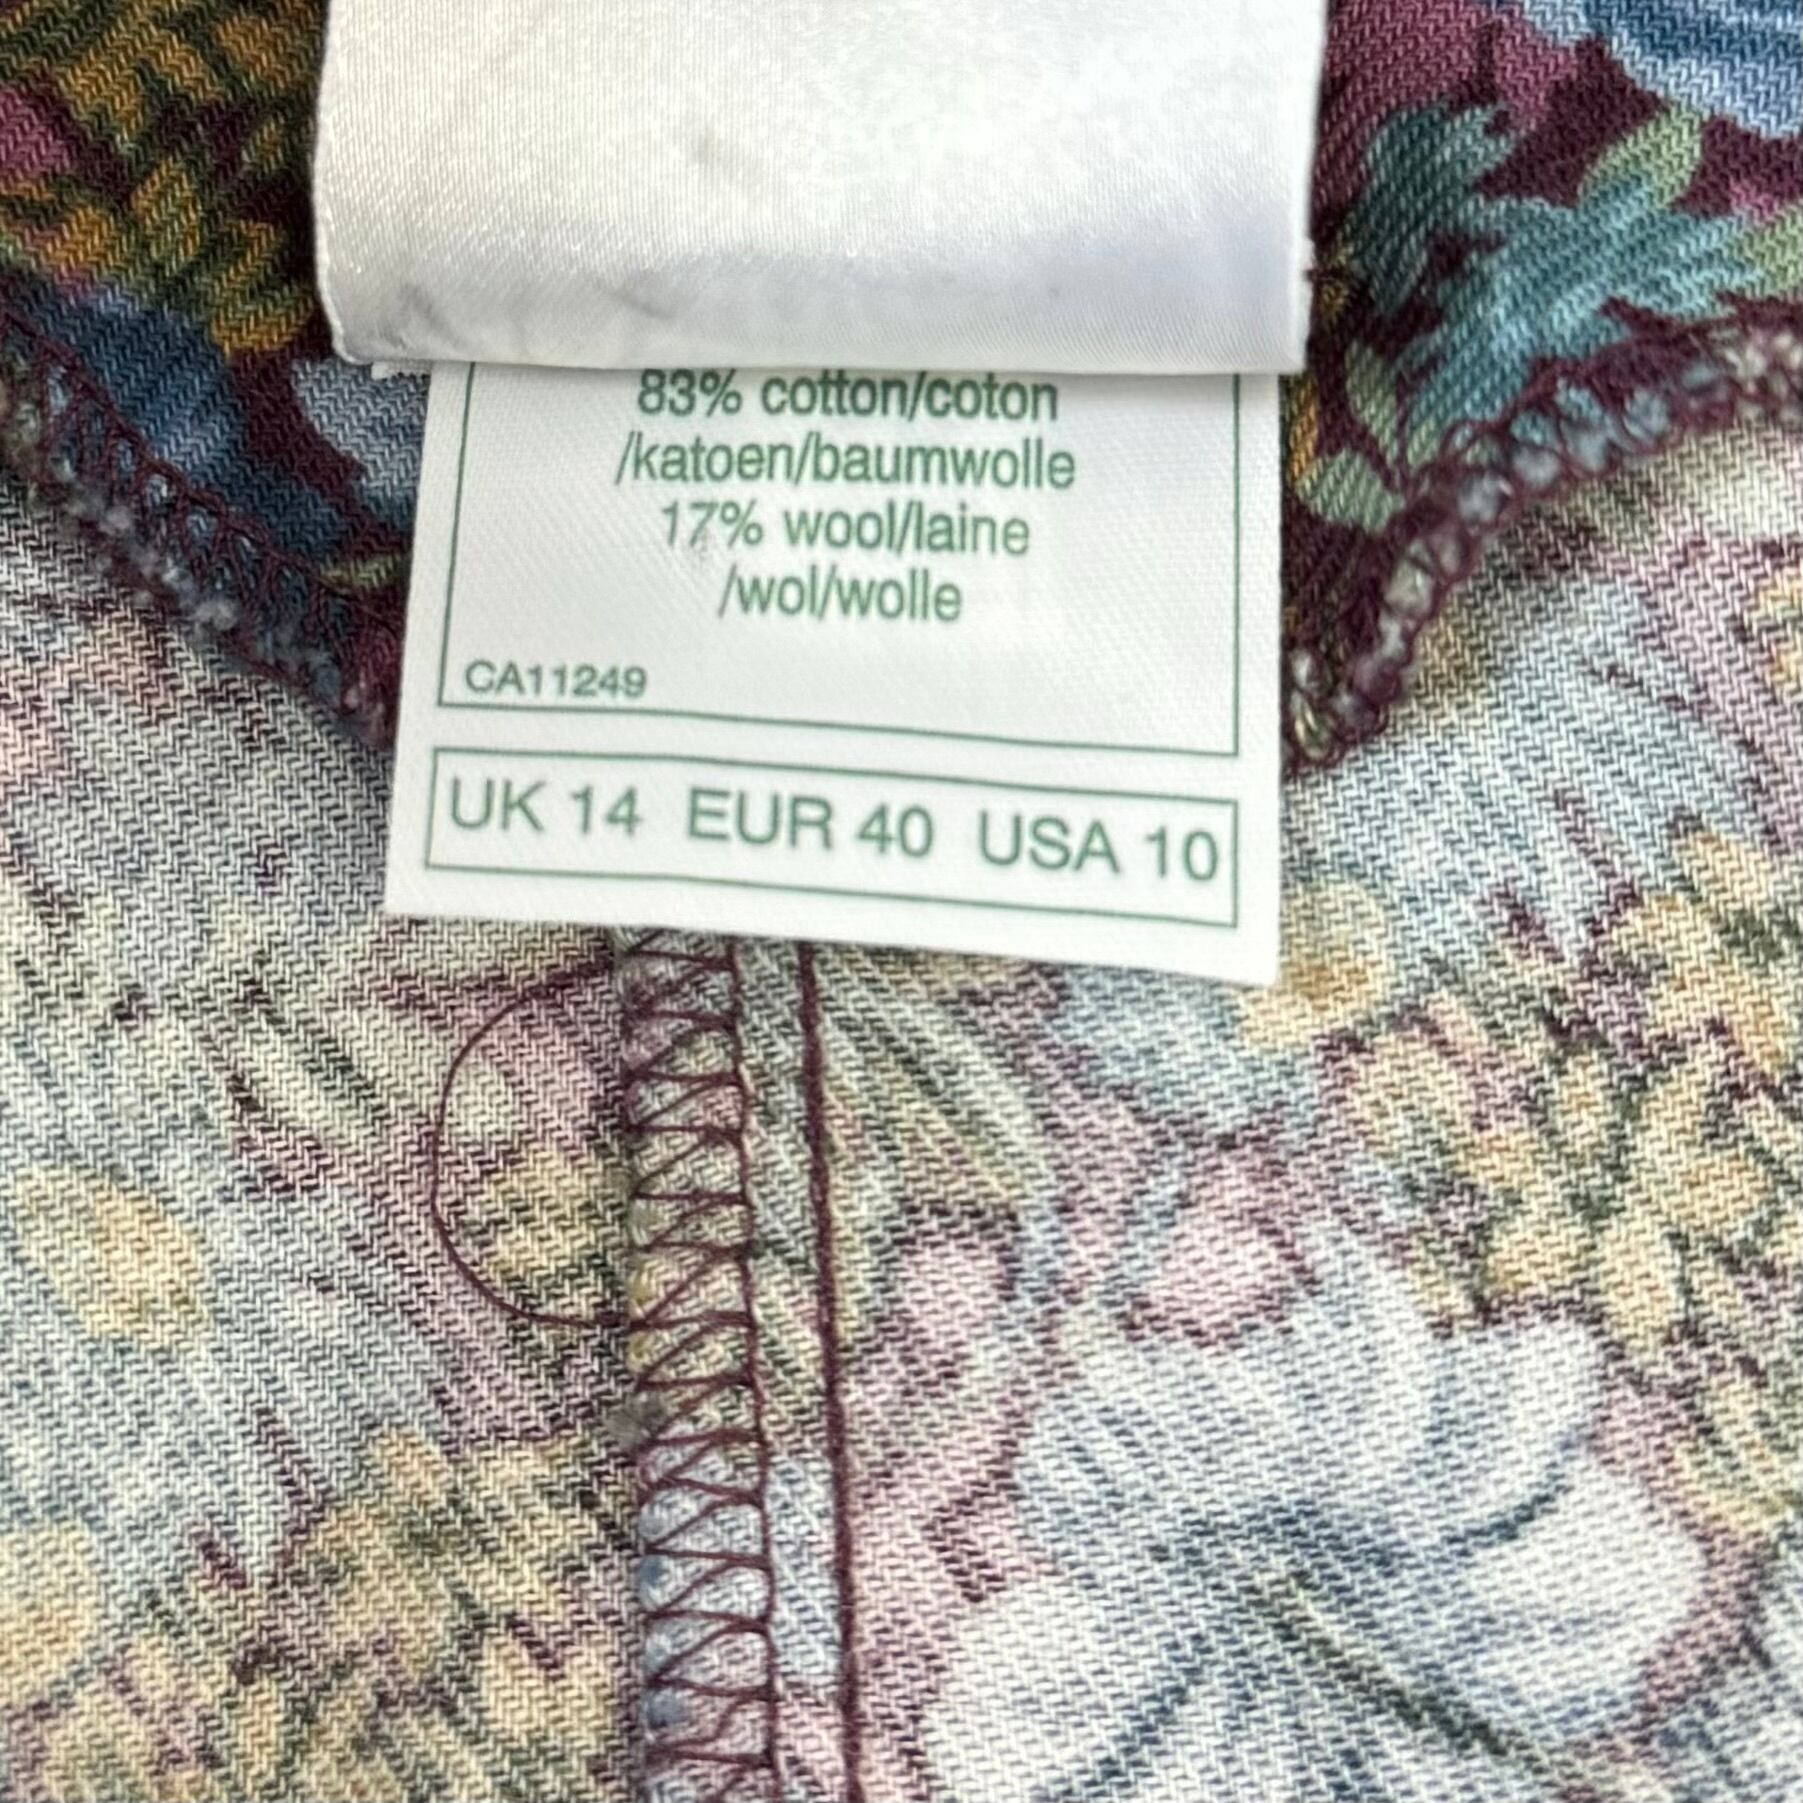 83% cotton/coton
/katoen/baumwolle
17% wool/laine
/wol/wolle
CA11249
UK 14 EUR 40 USA 10